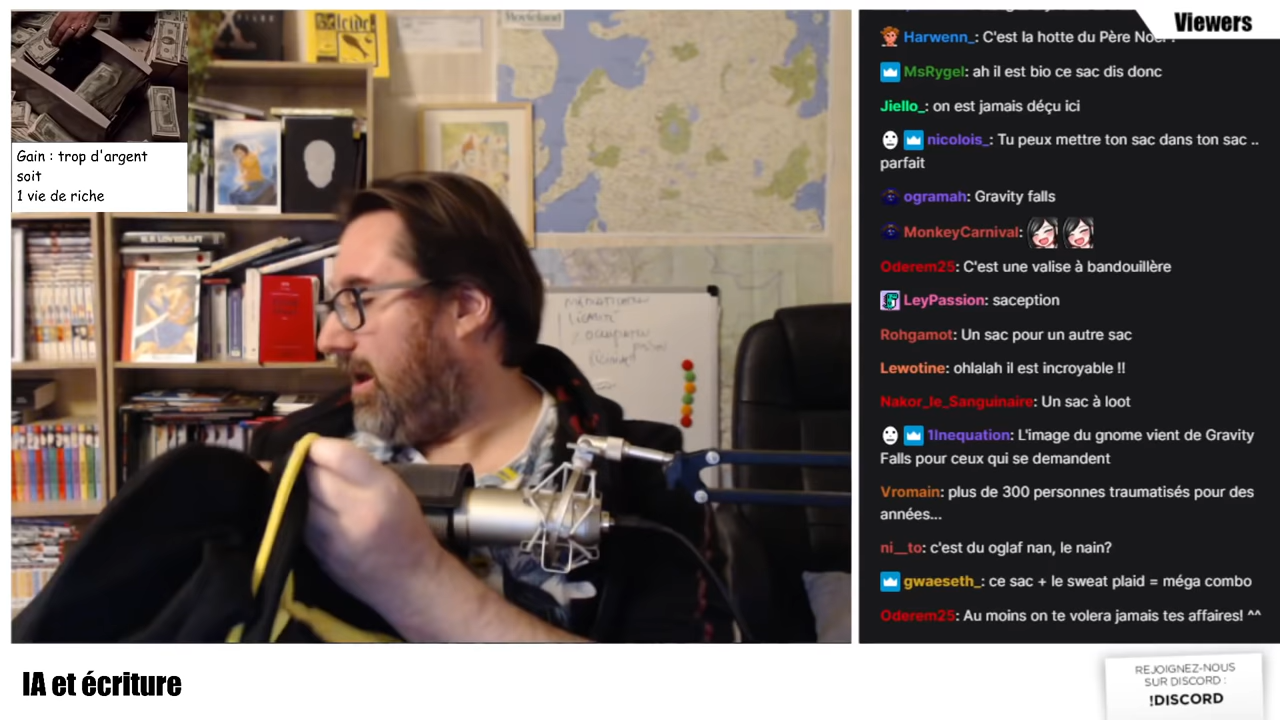 Gain : trop d'argent
soit
1 vie de riche
Viewers
Harwenn_: C'est la hotte du Père Noël !
MsRygel: ah il est bio ce sac dis donc
Jiello_: on est jamais déçu ici
nicolois_: Tu peux mettre ton sac dans ton sac ..
parfait
ogramah: Gravity falls
MonkeyCarnival:
Oderem25: C'est une valise à bandouillère
LeyPassion: saception
Rohgamot: Un sac pour un autre sac
Lewotine: ohlalah il est incroyable !!
Nakor_le_Sanguinaire: Un sac à loot
1Inequation: L'image du gnome vient de Gravity
Falls pour ceux qui se demandent
Vromain: plus de 300 personnes traumatisés pour des
années...
ni__to: c'est du oglaf nan, le nain?
gwaeseth_: ce sac + le sweat plaid = méga combo
Oderem25: Au moins on te volera jamais tes affaires! ^^
IA et écriture
REJOIGNEZ-NOUS
SUR DISCORD :
!DISCORD